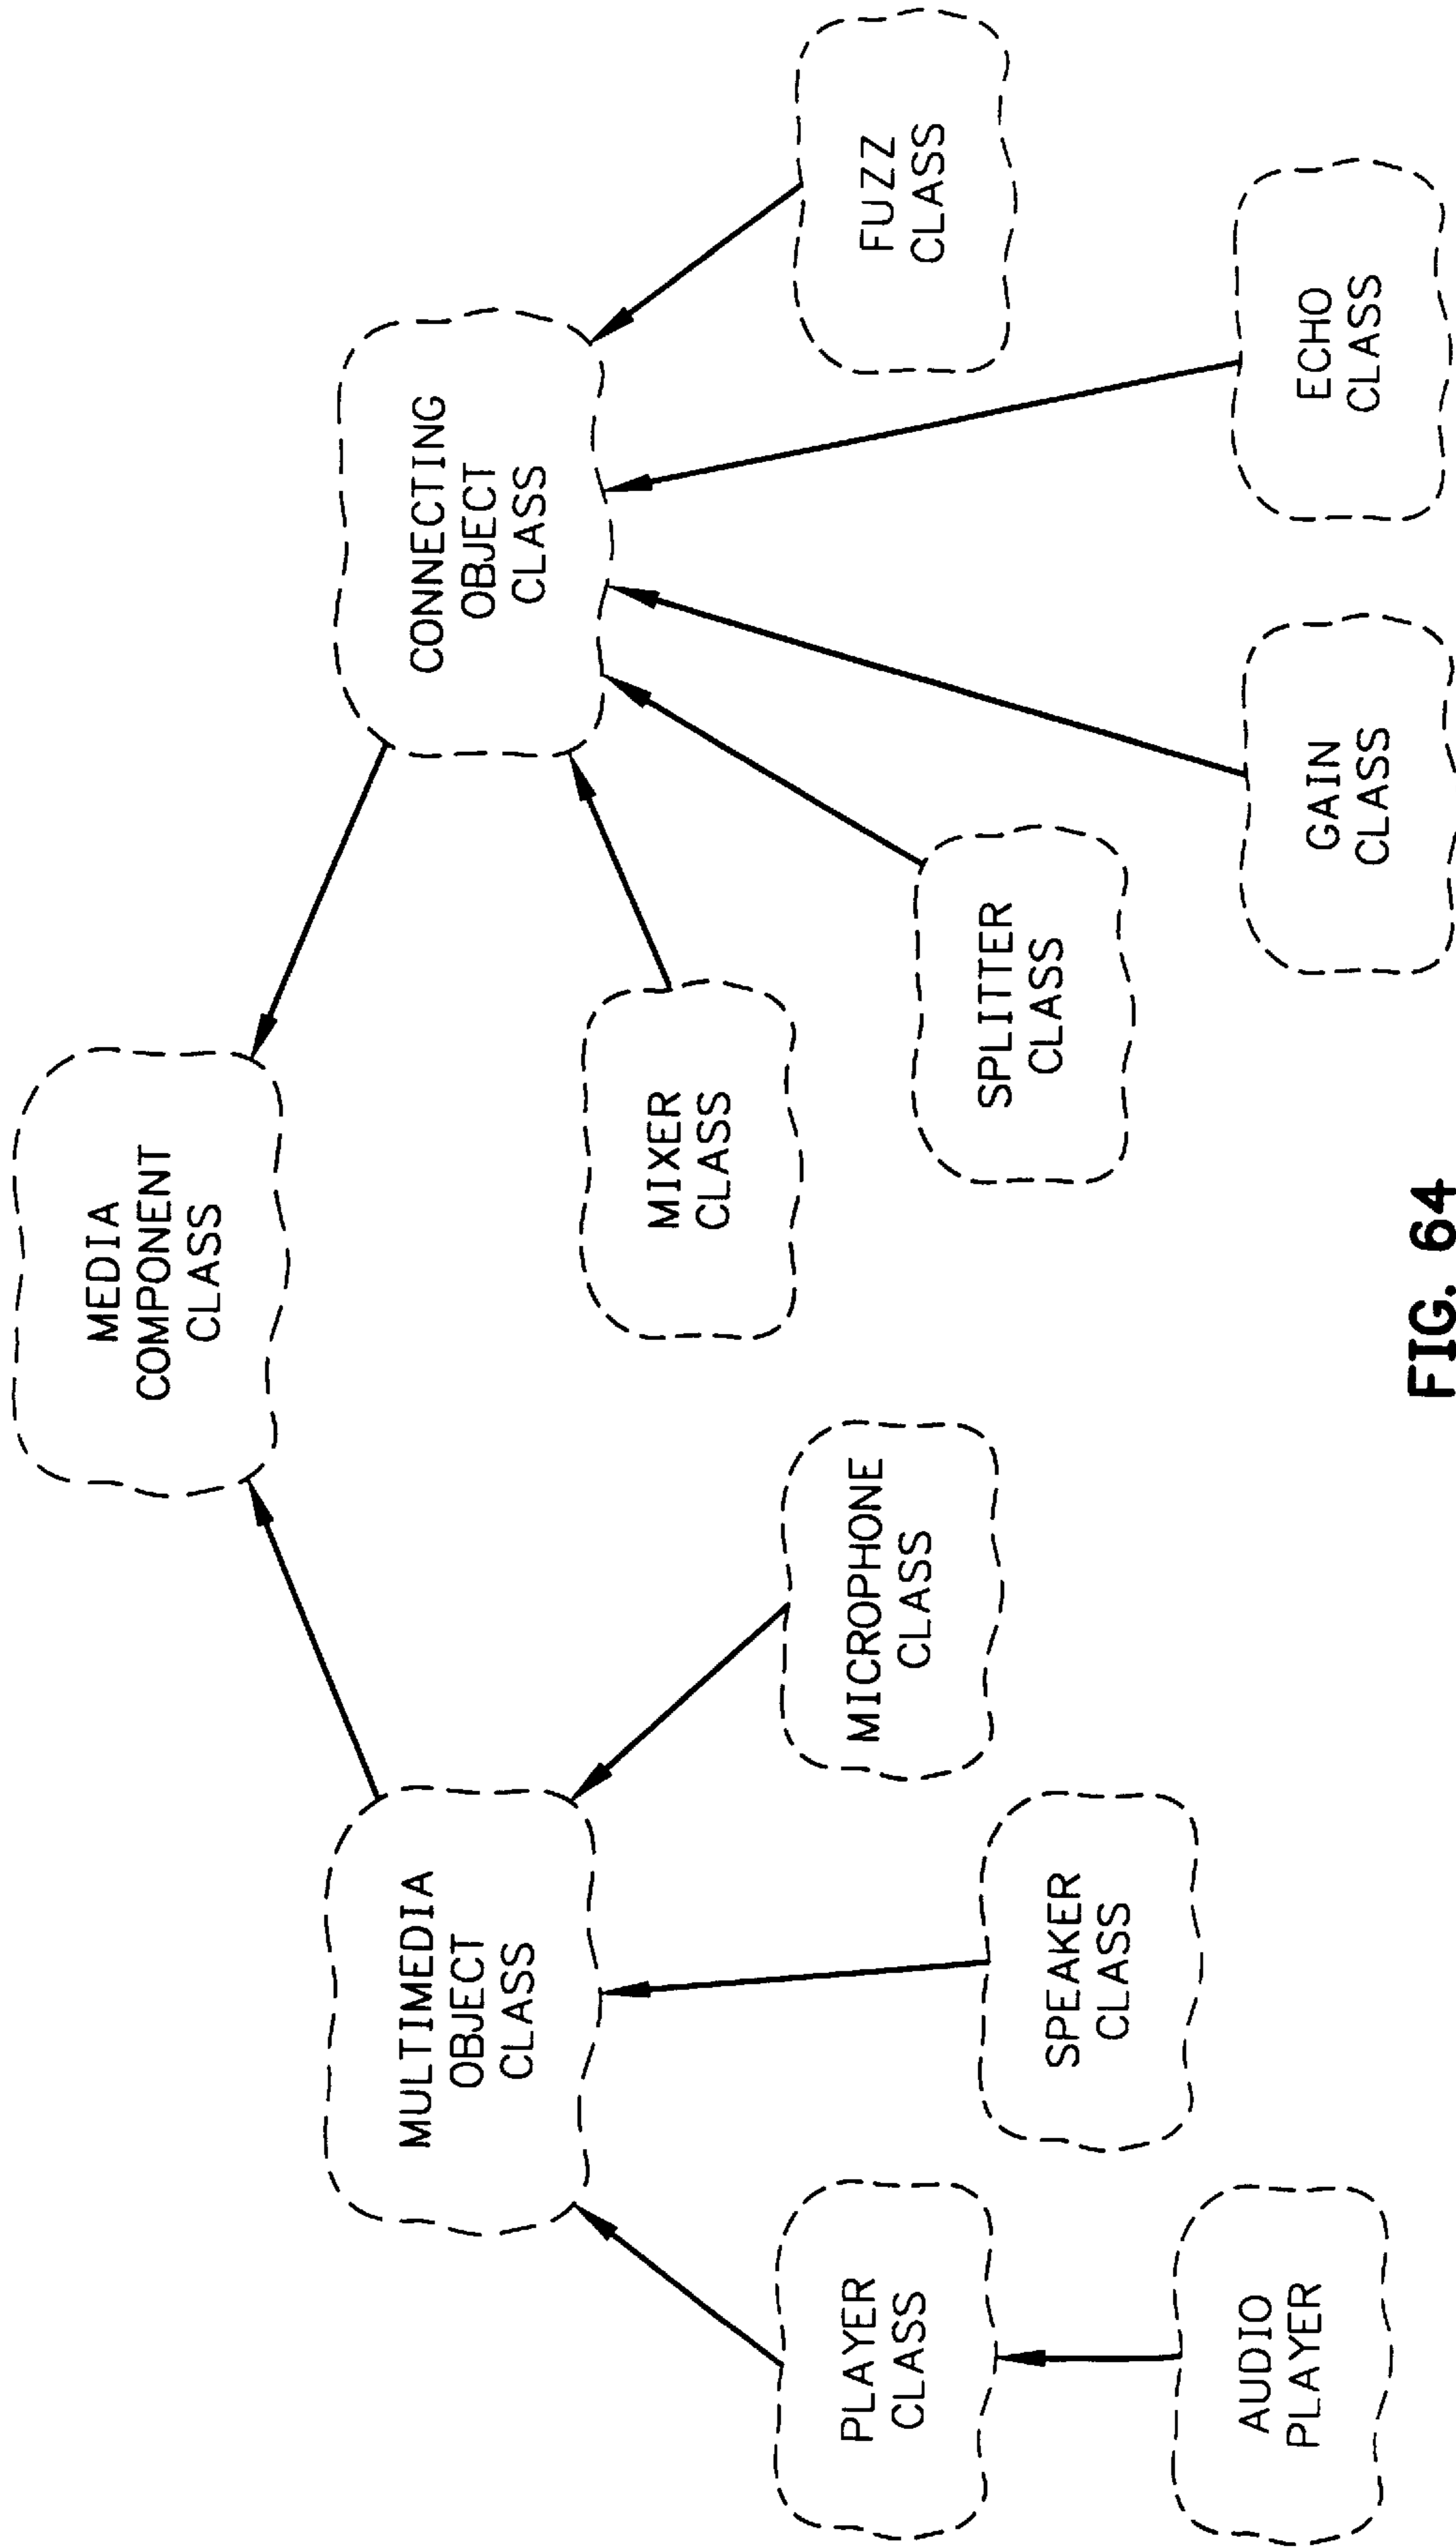 MEDIA
COMPONENT
CLASS
MULTIMEDIA
OBJECT
CLASS
CONNECTING
OBJECT
CLASS
PLAYER
CLASS
MICROPHONE
CLASS
MIXER
CLASS
FUZZ
CLASS
SPEAKER
CLASS
SPLITTER
CLASS
AUDIO
PLAYER
GAIN
CLASS
ECHO
CLASS
FIG. 64